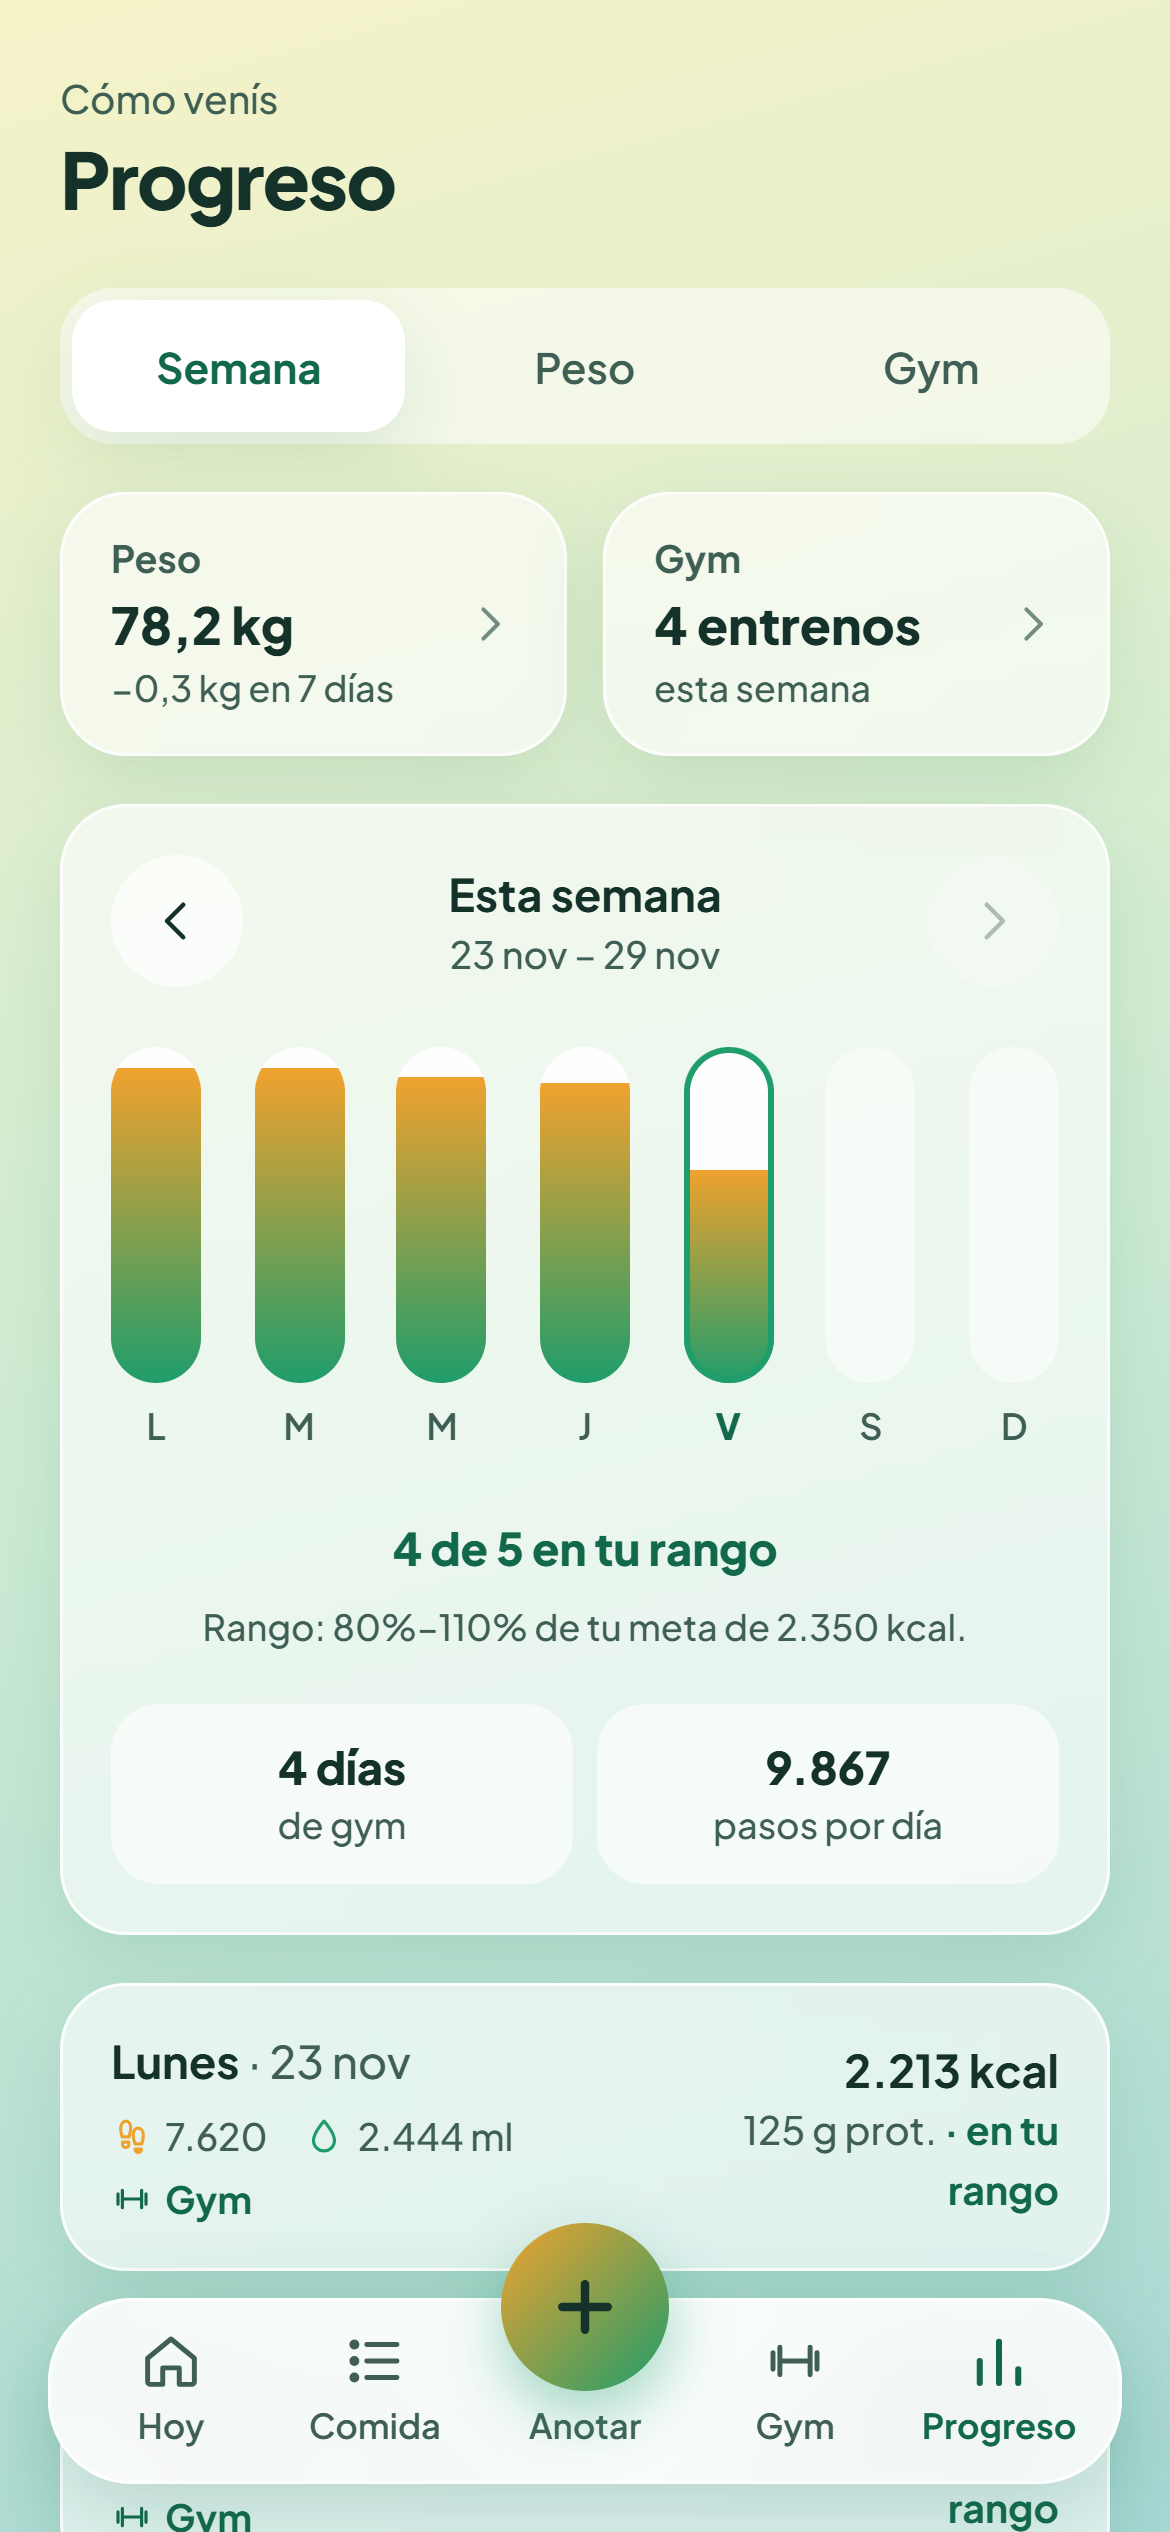 Cómo venís
Progreso
Semana
Peso
Gym
Peso
78,2 kg
−0,3 kg en 7 días
Gym
4 entrenos
esta semana
Esta semana
23 nov – 29 nov
L M M J V S D
4 de 5 en tu rango
Rango: 80%–110% de tu meta de 2.350 kcal.
4 días
de gym
9.867
pasos por día
Lunes · 23 nov
7.620 2.444 ml
Gym
2.213 kcal
125 g prot. · en tu
rango
Hoy
Comida
Anotar
Gym
Progreso
Gym
rango